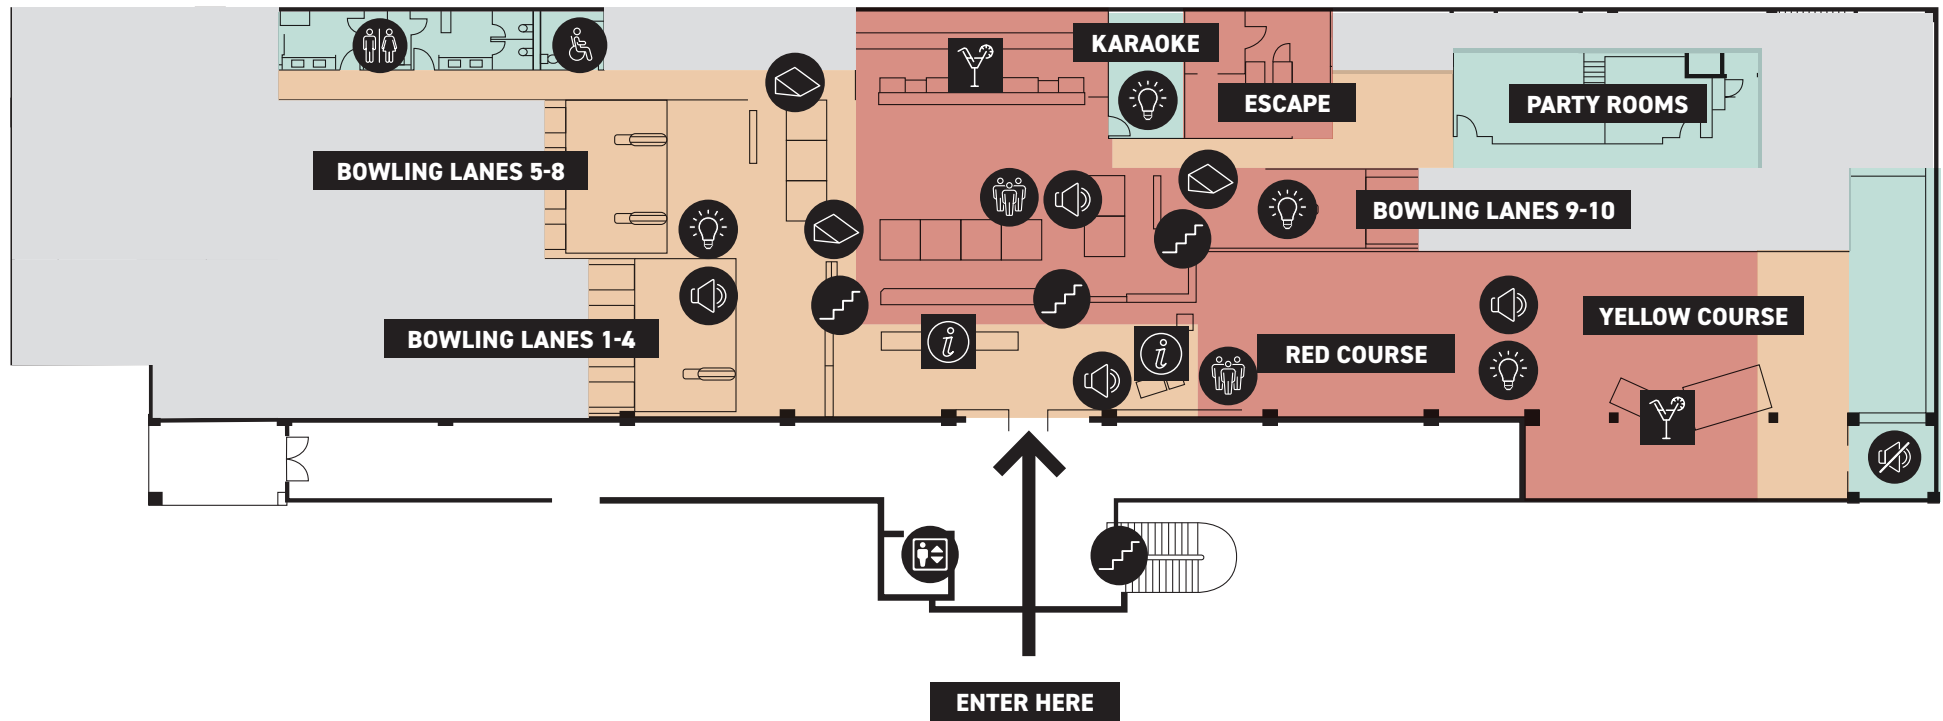 KARAOKE
ESCAPE
PARTY ROOMS
BOWLING LANES 5-8
BOWLING LANES 9-10
BOWLING LANES 1-4
YELLOW COURSE
RED COURSE
i
i
ENTER HERE